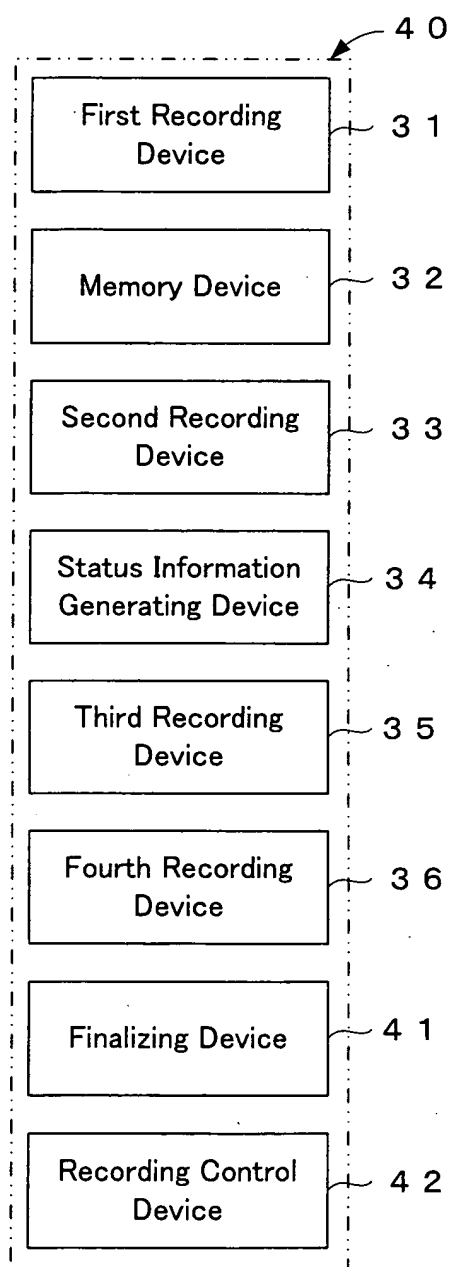 ４０
First Recording
Device
３１
Memory Device
３２
Second Recording
Device
３３
Status Information
Generating Device
３４
Third Recording
Device
３５
Fourth Recording
Device
３６
Finalizing Device
４１
Recording Control
Device
４２